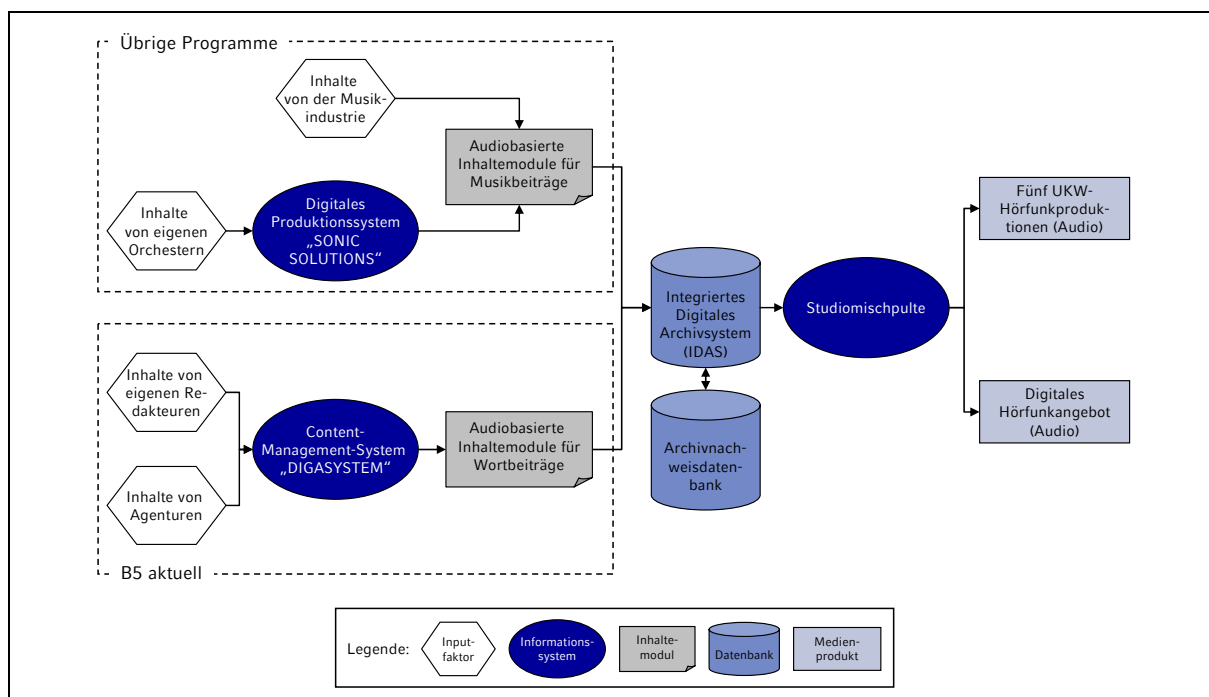 Übrige Programme
Inhalte
von der Musik-
industrie
Audiobasierte
Inhaltemodule für
Musikbeiträge
Inhalte
von eigenen
Orchestern
Digitales
Produktionssystem
„SONIC
SOLUTIONS“
Inhalte von
eigenen Re-
dakteuren
Inhalte von
Agenturen
Content-
Management-System
„DIGASYSTEM“
Audiobasierte
Inhaltemodule für
Wortbeiträge
B5 aktuell
Integriertes
Digitales
Archivsystem
(IDAS)
Archivnach-
weisdaten-
bank
Studiomischpulte
Fünf UKW-
Hörfunkproduk-
tionen (Audio)
Digitales
Hörfunkangebot
(Audio)
Legende:
Input-
faktor
Informations-
system
Inhalte-
modul
Datenbank
Medien-
produkt